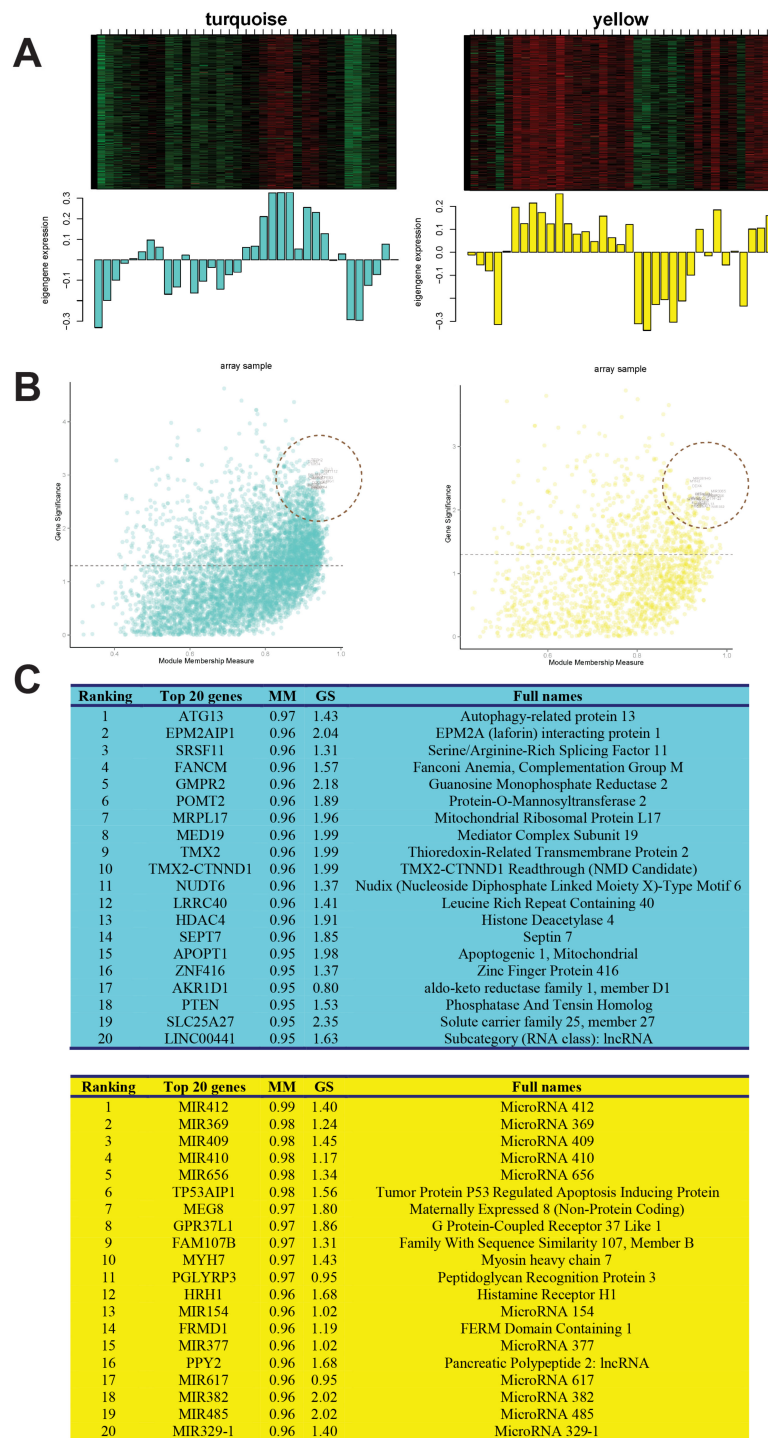 turquoise
yellow
A
eigengene expression
0.3
0.1
-0.1
-0.3
eigengene expression
0.2
0.1
0.0
-0.1
-0.3
array sample
array sample
B
Gene Significance
4
3
2
1
0
0.4
0.6
0.8
1.0
Module Membership Measure
Gene Significance
2
1
0
0.6
0.8
1.0
Module Membership Measure
C
Ranking Top 20 genes MM GS Full names
1 ATG13 0.97 1.43 Autophagy-related protein 13
2 EPM2AIP1 0.96 2.04 EPM2A (laforin) interacting protein 1
3 SRSF11 0.96 1.31 Serine/Arginine-Rich Splicing Factor 11
4 FANCM 0.96 1.57 Fanconi Anemia, Complementation Group M
5 GMPR2 0.96 2.18 Guanosine Monophosphate Reductase 2
6 POMT2 0.96 1.89 Protein-O-Mannosyltransferase 2
7 MRPL17 0.96 1.96 Mitochondrial Ribosomal Protein L17
8 MED19 0.96 1.99 Mediator Complex Subunit 19
9 TMX2 0.96 1.99 Thioredoxin-Related Transmembrane Protein 2
10 TMX2-CTNND1 0.96 1.99 TMX2-CTNND1 Readthrough (NMD Candidate)
11 NUDT6 0.96 1.37 Nudix (Nucleoside Diphosphate Linked Moiety X)-Type Motif 6
12 LRRC40 0.96 1.41 Leucine Rich Repeat Containing 40
13 HDAC4 0.96 1.91 Histone Deacetylase 4
14 SEPT7 0.96 1.85 Septin 7
15 APOPT1 0.95 1.98 Apoptogenic 1, Mitochondrial
16 ZNF416 0.95 1.37 Zinc Finger Protein 416
17 AKR1D1 0.95 0.80 aldo-keto reductase family 1, member D1
18 PTEN 0.95 1.53 Phosphatase And Tensin Homolog
19 SLC25A27 0.95 2.35 Solute carrier family 25, member 27
20 LINC00441 0.95 1.63 Subcategory (RNA class): lncRNA
Ranking Top 20 genes MM GS Full names
1 MIR412 0.99 1.40 MicroRNA 412
2 MIR369 0.98 1.24 MicroRNA 369
3 MIR409 0.98 1.45 MicroRNA 409
4 MIR410 0.98 1.17 MicroRNA 410
5 MIR656 0.98 1.34 MicroRNA 656
6 TP53AIP1 0.98 1.56 Tumor Protein P53 Regulated Apoptosis Inducing Protein
7 MEG8 0.97 1.80 Maternally Expressed 8 (Non-Protein Coding)
8 GPR37L1 0.97 1.86 G Protein-Coupled Receptor 37 Like 1
9 FAM107B 0.97 1.31 Family With Sequence Similarity 107, Member B
10 MYH7 0.97 1.43 Myosin heavy chain 7
11 PGLYRP3 0.97 0.95 Peptidoglycan Recognition Protein 3
12 HRH1 0.96 1.68 Histamine Receptor H1
13 MIR154 0.96 1.02 MicroRNA 154
14 FRMD1 0.96 1.19 FERM Domain Containing 1
15 MIR377 0.96 1.02 MicroRNA 377
16 PPY2 0.96 1.68 Pancreatic Polypeptide 2: lncRNA
17 MIR617 0.96 0.95 MicroRNA 617
18 MIR382 0.96 2.02 MicroRNA 382
19 MIR485 0.96 2.02 MicroRNA 485
20 MIR329-1 0.96 1.40 MicroRNA 329-1